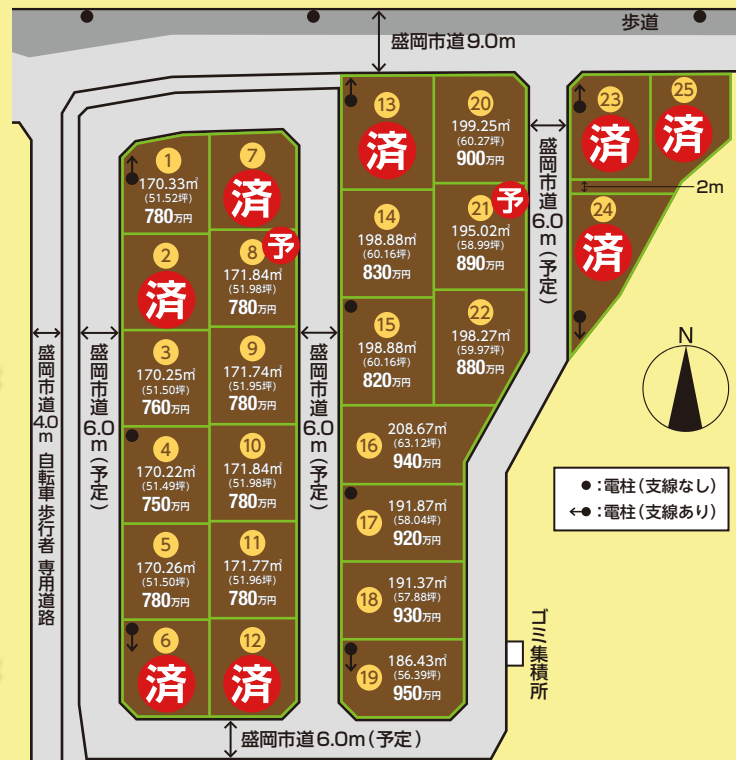 歩道
盛岡市道9.0m
1
170.33㎡
(51.52坪)
780万円
2
済
3
170.25㎡
(51.50坪)
760万円
4
170.22㎡
(51.49坪)
750万円
5
170.26㎡
(51.50坪)
780万円
6
済
7
済
8
予
171.84㎡
(51.98坪)
780万円
9
171.74㎡
(51.95坪)
780万円
10
171.84㎡
(51.98坪)
780万円
11
171.77㎡
(51.96坪)
780万円
12
済
13
済
14
198.88㎡
(60.16坪)
830万円
15
198.88㎡
(60.16坪)
820万円
16
208.67㎡
(63.12坪)
940万円
17
191.87㎡
(58.04坪)
920万円
18
191.37㎡
(57.88坪)
930万円
19
186.43㎡
(56.39坪)
950万円
20
199.25㎡
(60.27坪)
900万円
21
予
195.02㎡
(58.99坪)
890万円
22
198.27㎡
(59.97坪)
880万円
23
済
24
済
25
済
2m
盛岡市道4.0m 自転車 歩行者 専用道路
盛岡市道6.0m(予定)
盛岡市道6.0m(予定)
盛岡市道6.0m(予定)
盛岡市道6.0m(予定)
N
●:電柱(支線なし)
←●:電柱(支線あり)
ゴミ集積所